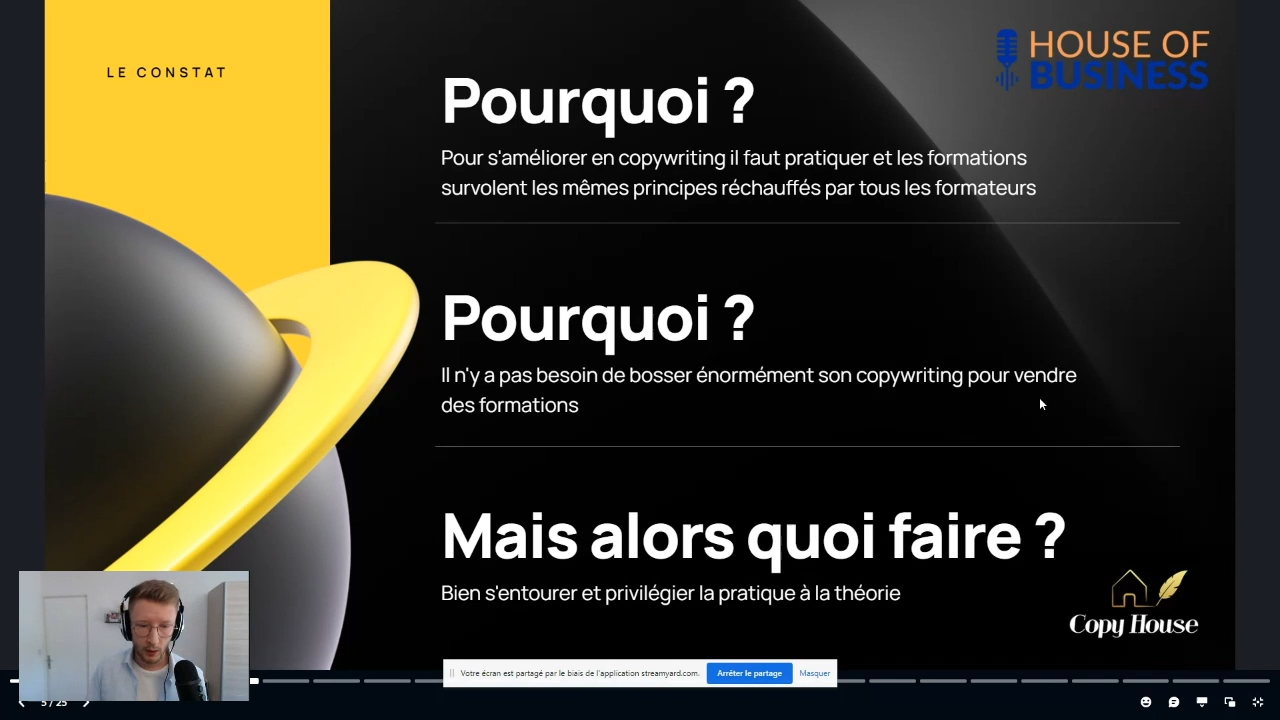 LE CONSTAT
HOUSE OF
BUSINESS
Pourquoi ?
Pour s'améliorer en copywriting il faut pratiquer et les formations
survolent les mêmes principes réchauffés par tous les formateurs
Pourquoi ?
Il n'y a pas besoin de bosser énormément son copywriting pour vendre
des formations
Mais alors quoi faire ?
Bien s'entourer et privilégier la pratique à la théorie
Copy House
Votre écran est partagé par le biais de l'application streamyard.com.
Arrêter le partage
Masquer
5 / 25